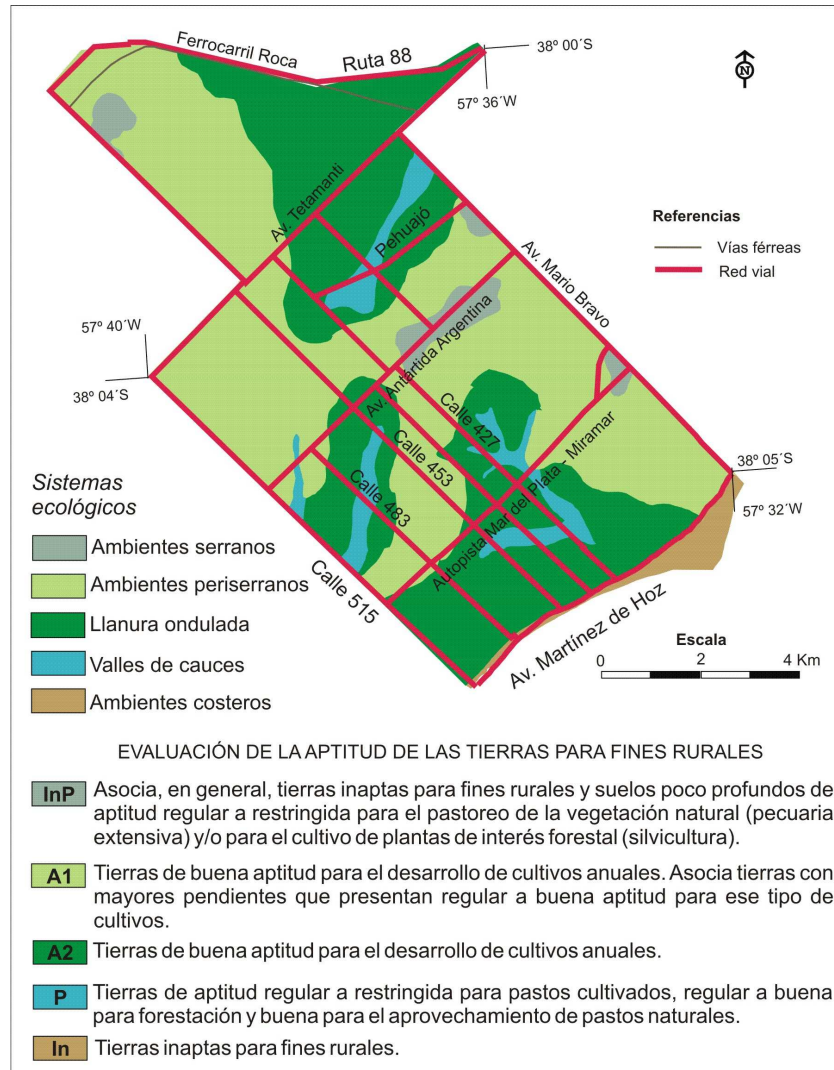 Ferrocarril Roca
Ruta 88
38º 00´S
57º 36´W
N
Av. Tetamanti
Pehuajó
Av. Mario Bravo
Referencias
Vías férreas
Red vial
57º 40´W
38º 04´S
Av. Antártida Argentina
Calle 427
Calle 453
Calle 483
Calle 515
Autopista Mar del Plata - Miramar
38º 05´S
57º 32´W
Av. Martínez de Hoz
Escala
0 2 4 Km
Sistemas
ecológicos
Ambientes serranos
Ambientes periserranos
Llanura ondulada
Valles de cauces
Ambientes costeros
EVALUACIÓN DE LA APTITUD DE LAS TIERRAS PARA FINES RURALES
InP Asocia, en general, tierras inaptas para fines rurales y suelos poco profundos de
aptitud regular a restringida para el pastoreo de la vegetación natural (pecuaria
extensiva) y/o para el cultivo de plantas de interés forestal (silvicultura).
A1 Tierras de buena aptitud para el desarrollo de cultivos anuales. Asocia tierras con
mayores pendientes que presentan regular a buena aptitud para ese tipo de
cultivos.
A2 Tierras de buena aptitud para el desarrollo de cultivos anuales.
P Tierras de aptitud regular a restringida para pastos cultivados, regular a buena
para forestación y buena para el aprovechamiento de pastos naturales.
In Tierras inaptas para fines rurales.